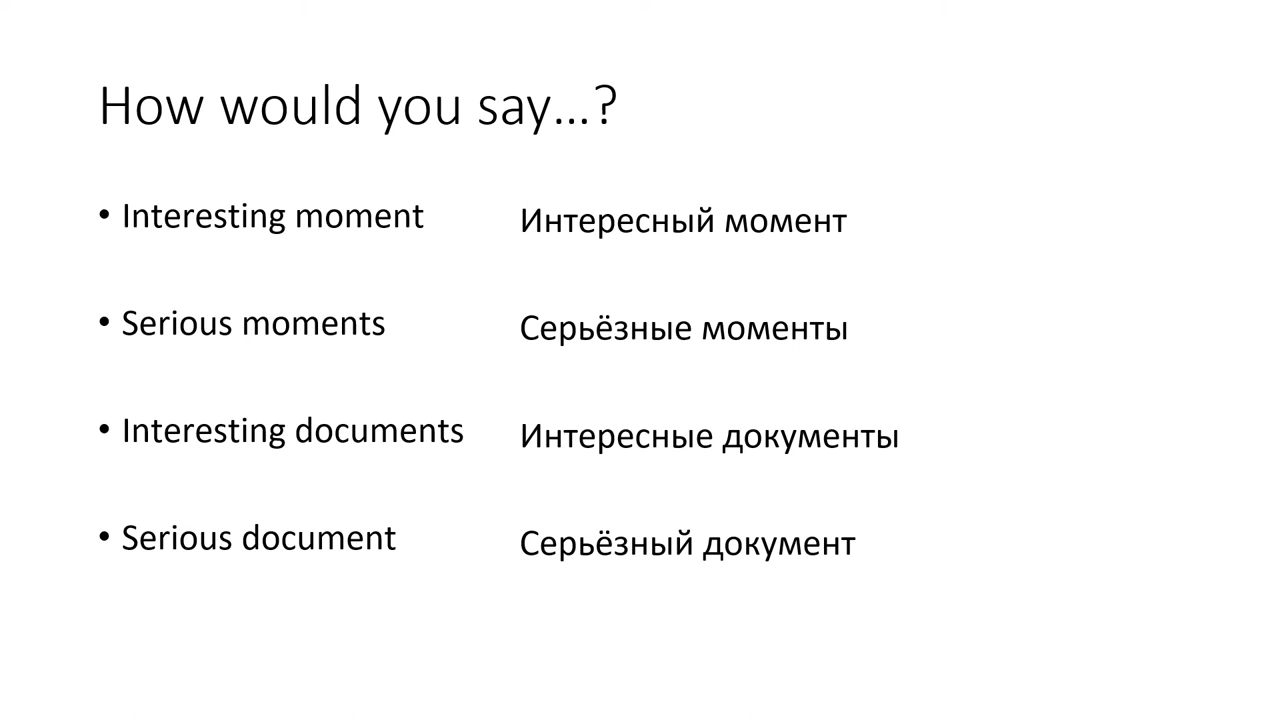 How would you say…?
• Interesting moment Интересный момент
• Serious moments Серьёзные моменты
• Interesting documents Интересные документы
• Serious document Серьёзный документ